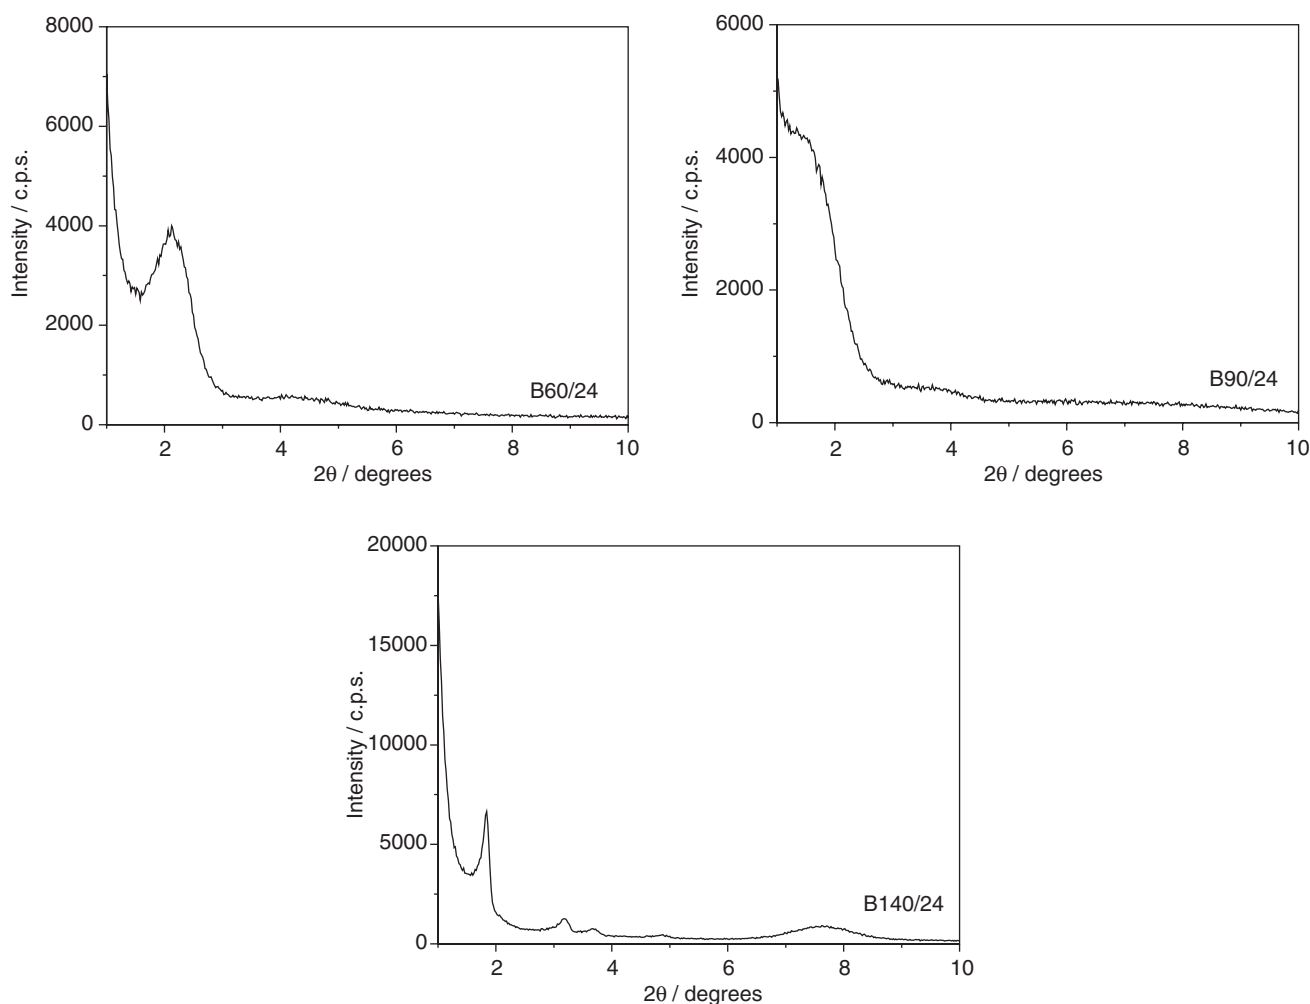 8000
6000
4000
2000
0
Intensity / c.p.s.
B60/24
2 4 6 8 10
2θ / degrees
6000
4000
2000
0
Intensity / c.p.s.
B90/24
2 4 6 8 10
2θ / degrees
20000
15000
10000
5000
0
Intensity / c.p.s.
B140/24
2 4 6 8 10
2θ / degrees